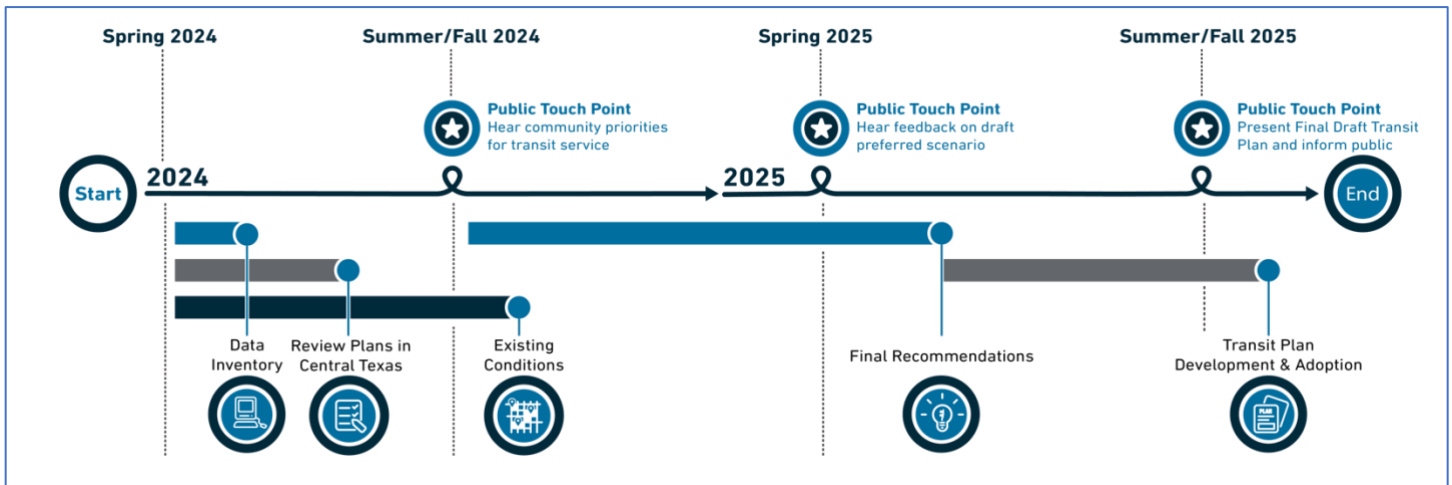 Spring 2024
Summer/Fall 2024
Spring 2025
Summer/Fall 2025
Public Touch Point
Hear community priorities
for transit service
Public Touch Point
Hear feedback on draft
preferred scenario
Public Touch Point
Present Final Draft Transit
Plan and inform public
Start
2024
2025
End
Data
Inventory
Review Plans in
Central Texas
Existing
Conditions
Final Recommendations
Transit Plan
Development & Adoption
PLAN